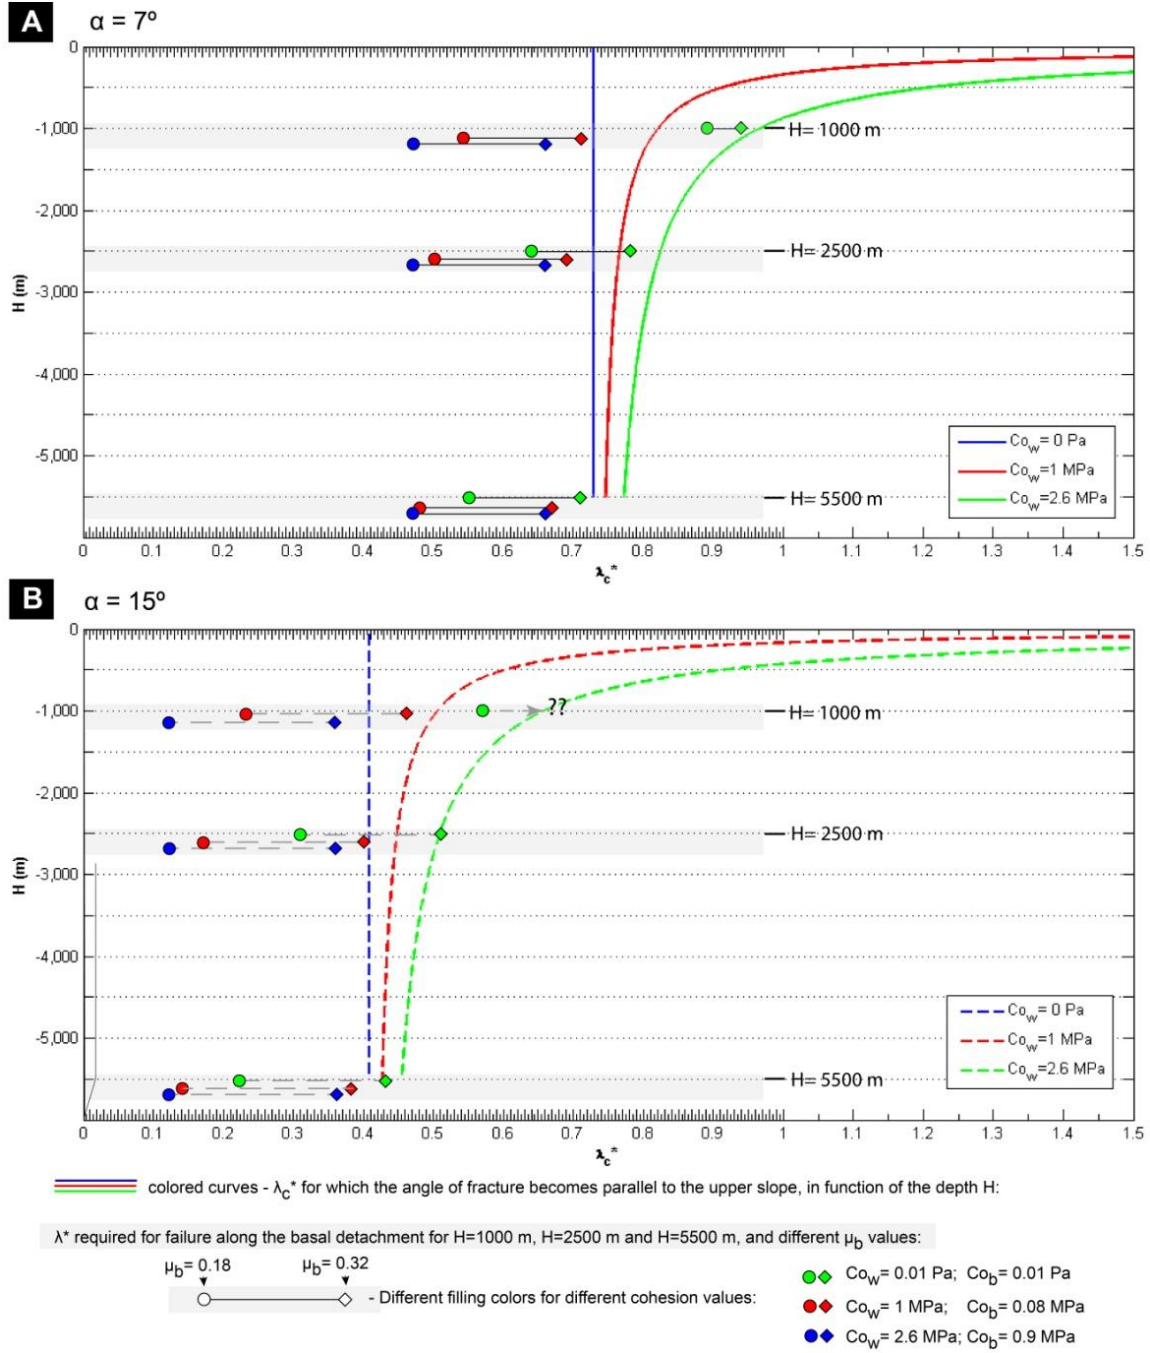 A
α = 7º
0
-1,000
-2,000
-3,000
-4,000
-5,000
H (m)
H= 1000 m
H= 2500 m
H= 5500 m
Co_w= 0 Pa
Co_w=1 MPa
Co_w=2.6 MPa
0 0.1 0.2 0.3 0.4 0.5 0.6 0.7 0.8 0.9 1 1.1 1.2 1.3 1.4 1.5
λ_c*
B
α = 15º
0
-1,000
-2,000
-3,000
-4,000
-5,000
H (m)
??
H= 1000 m
H= 2500 m
H= 5500 m
Co_w= 0 Pa
Co_w=1 MPa
Co_w=2.6 MPa
0 0.1 0.2 0.3 0.4 0.5 0.6 0.7 0.8 0.9 1 1.1 1.2 1.3 1.4 1.5
λ_c*
colored curves - λ_c* for which the angle of fracture becomes parallel to the upper slope, in function of the depth H:
λ* required for failure along the basal detachment for H=1000 m, H=2500 m and H=5500 m, and different μ_b values:
μ_b= 0.18 μ_b= 0.32
- Different filling colors for different cohesion values:
Co_w= 0.01 Pa; Co_b= 0.01 Pa
Co_w= 1 MPa; Co_b= 0.08 MPa
Co_w= 2.6 MPa; Co_b= 0.9 MPa